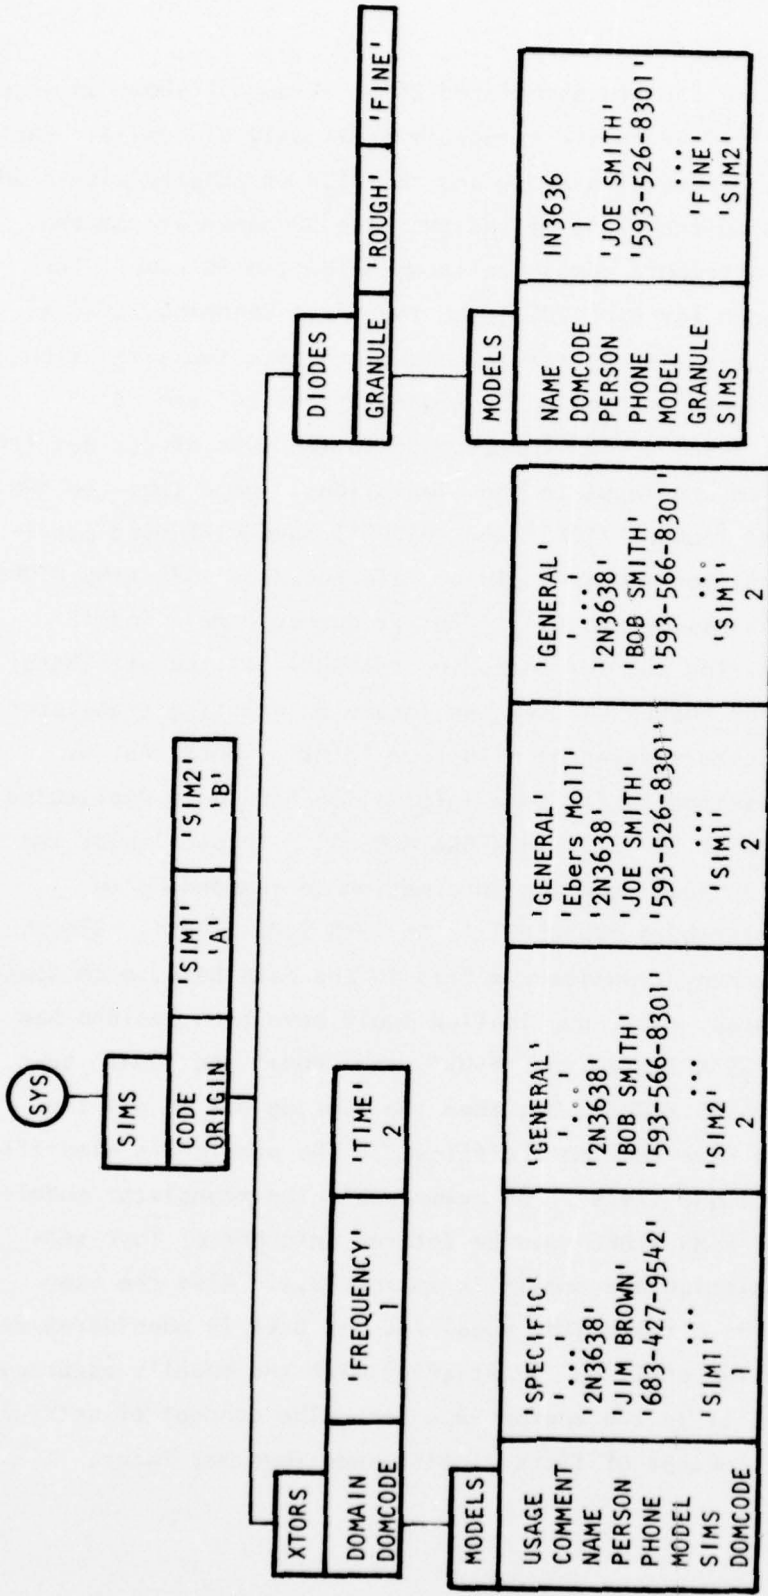 SYS
SIMS
CODE 'SIM1' 'SIM2'
ORIGIN 'A' 'B'
XTORS
DOMAIN 'FREQUENCY' 'TIME'
DOMCODE 1 2
MODELS
USAGE 'SPECIFIC' 'GENERAL' 'GENERAL' 'GENERAL'
COMMENT '...' '...' 'Ebers Moll' '...'
NAME '2N3638' '2N3638' '2N3638' '2N3638'
PERSON 'JIM BROWN' 'BOB SMITH' 'JOE SMITH' 'BOB SMITH'
PHONE '683-427-9542' '593-566-8301' '593-526-8301' '593-566-8301'
MODEL ... ... ... ...
SIMS 'SIM1' 'SIM2' 'SIM1' 'SIM1'
DOMCODE 1 2 2 2
DIODES
GRANULE 'ROUGH' 'FINE'
MODELS
NAME IN3636
DOMCODE 1
PERSON 'JOE SMITH'
PHONE '593-526-8301'
MODEL ...
GRANULE 'FINE'
SIMS 'SIM2'